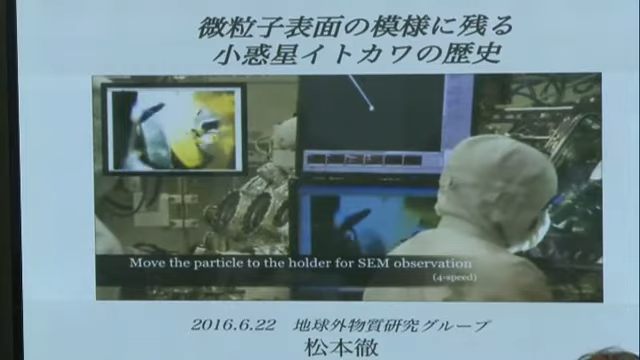 微粒子表面の模様に残る
小惑星イトカワの歴史
Move the particle to the holder for SEM observation
(4-speed)
2016.6.22 地球外物質研究グループ
松本徹